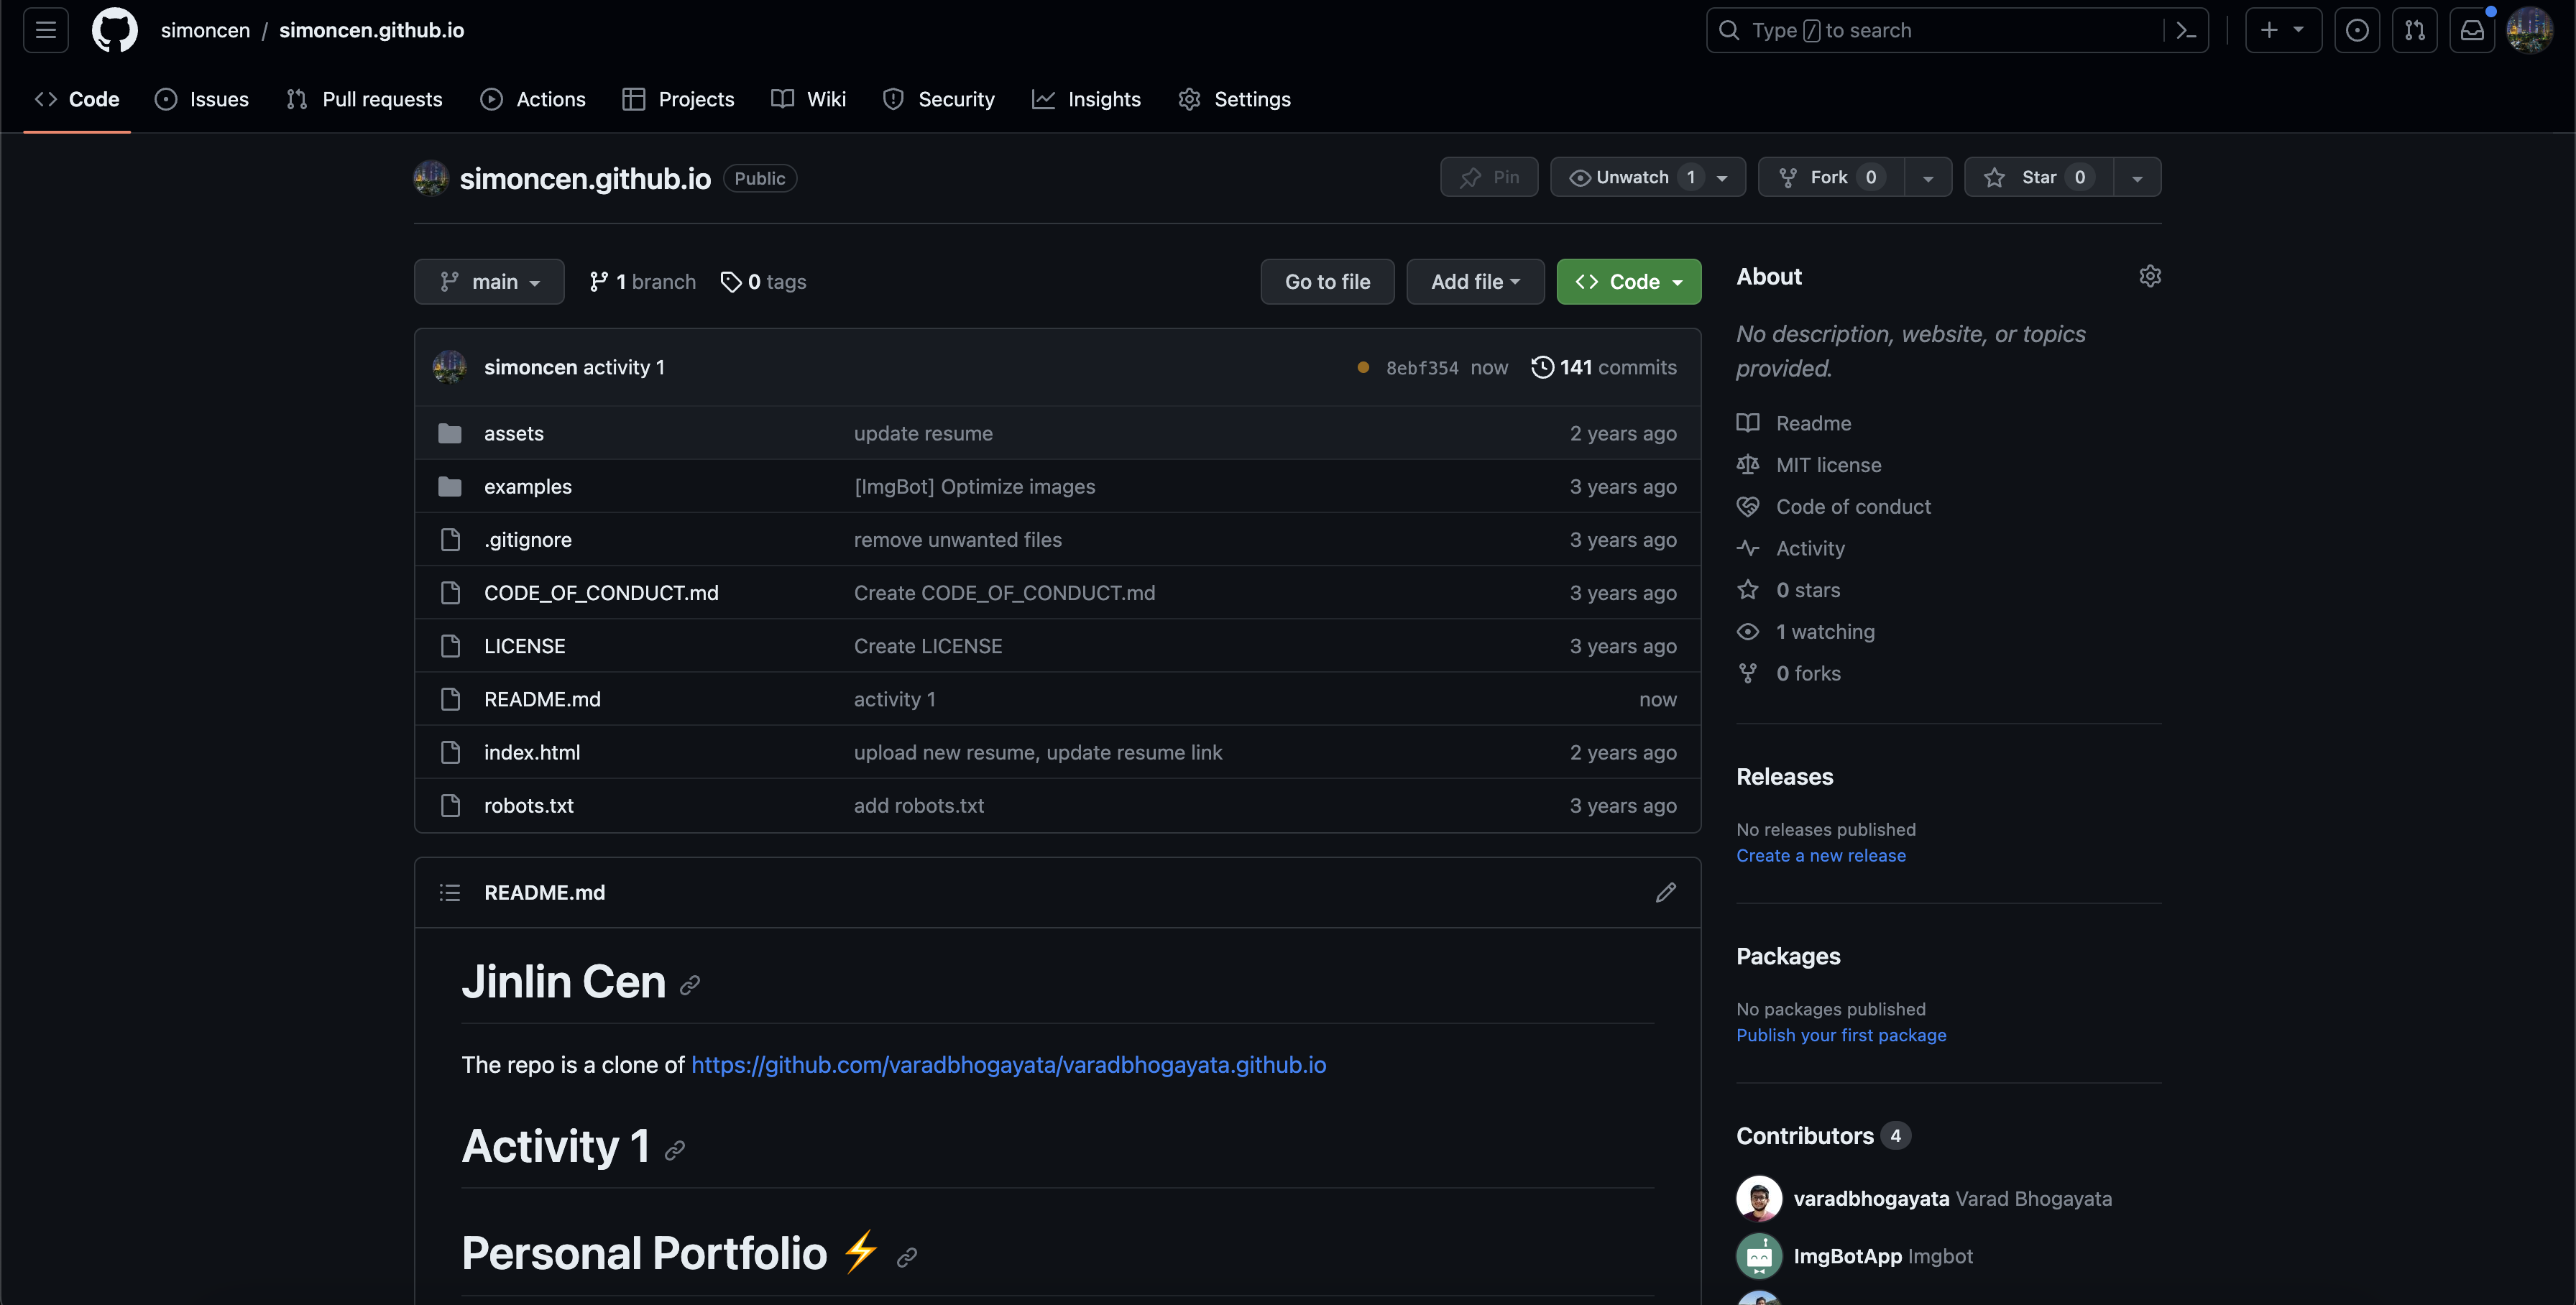 simoncen / simoncen.github.io
Type / to search
Code Issues Pull requests Actions Projects Wiki Security Insights Settings
simoncen.github.io Public
Pin Unwatch 1 Fork 0 Star 0
main 1 branch 0 tags
Go to file Add file Code
simoncen activity 1 8ebf354 now 141 commits
assets update resume 2 years ago
examples [ImgBot] Optimize images 3 years ago
.gitignore remove unwanted files 3 years ago
CODE_OF_CONDUCT.md Create CODE_OF_CONDUCT.md 3 years ago
LICENSE Create LICENSE 3 years ago
README.md activity 1 now
index.html upload new resume, update resume link 2 years ago
robots.txt add robots.txt 3 years ago
README.md
Jinlin Cen
The repo is a clone of https://github.com/varadbhogayata/varadbhogayata.github.io
Activity 1
Personal Portfolio ⚡
About
No description, website, or topics
provided.
Readme
MIT license
Code of conduct
Activity
0 stars
1 watching
0 forks
Releases
No releases published
Create a new release
Packages
No packages published
Publish your first package
Contributors 4
varadbhogayata Varad Bhogayata
ImgBotApp Imgbot